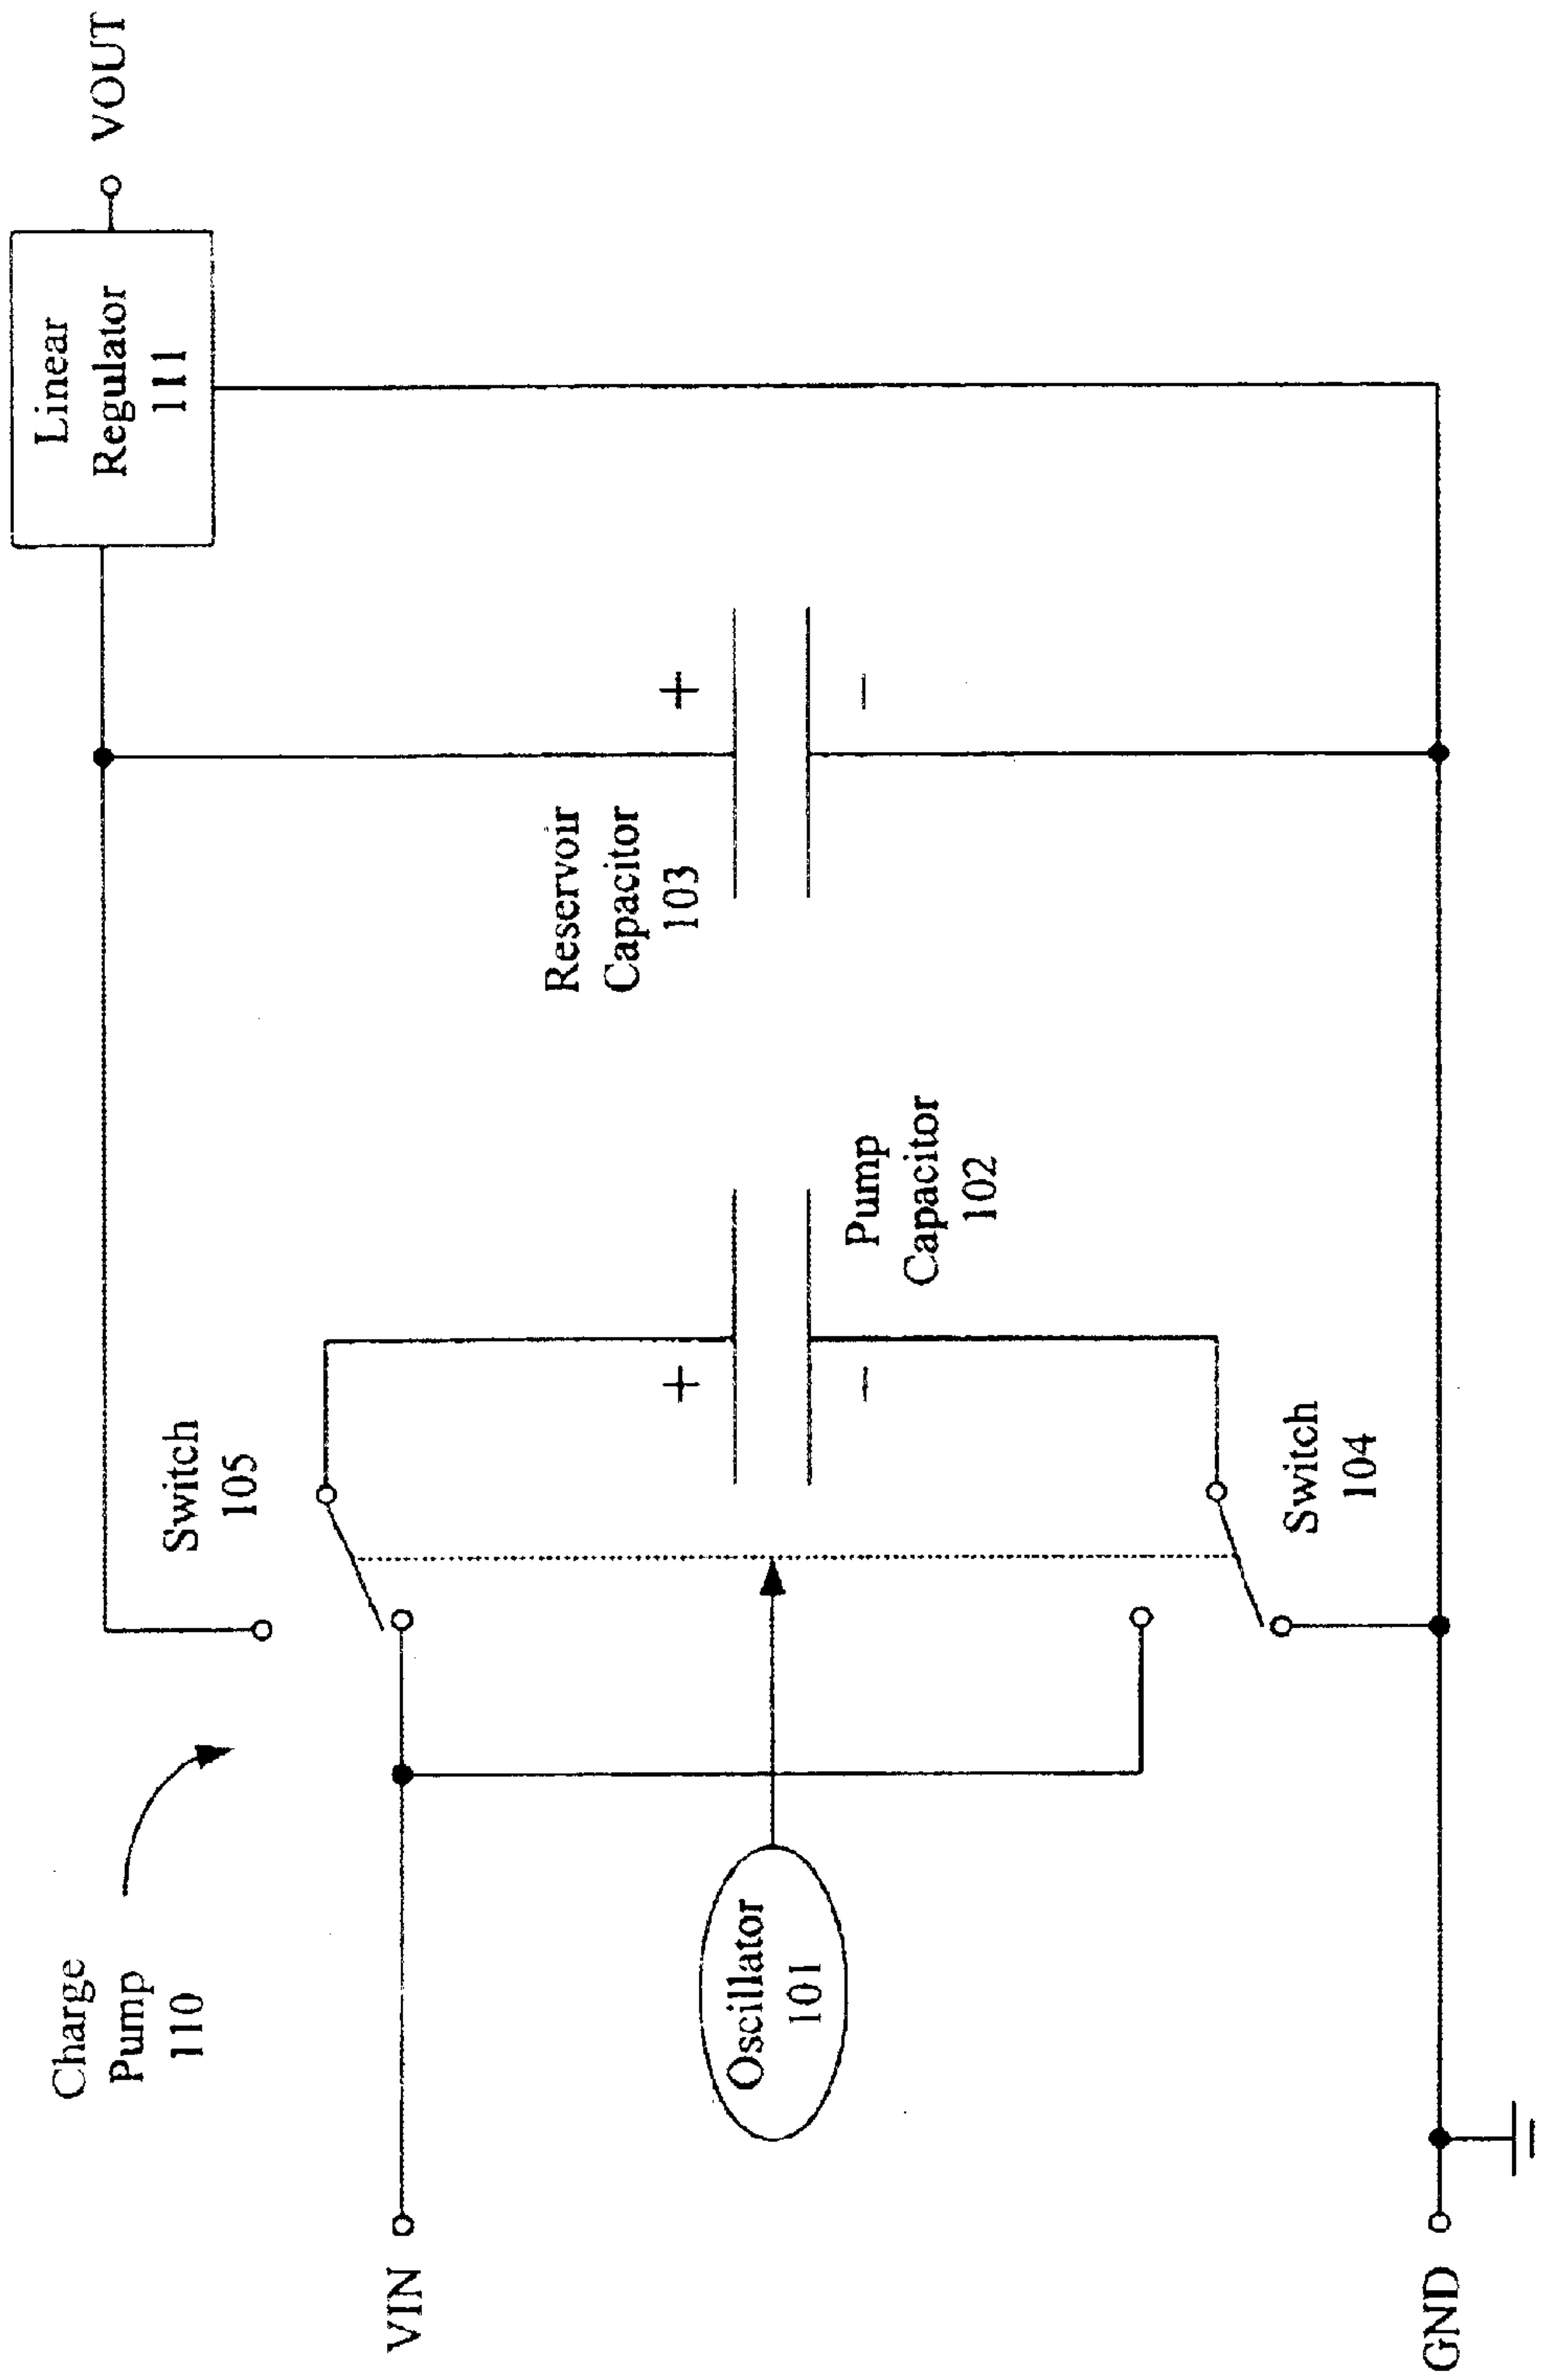 Charge
Pump
110
Switch
105
Linear
Regulator
111
VOUT
VIN
Reservoir
Capacitor
103
+
+
Oscillator
101
−
−
Pump
Capacitor
102
Switch
104
GND